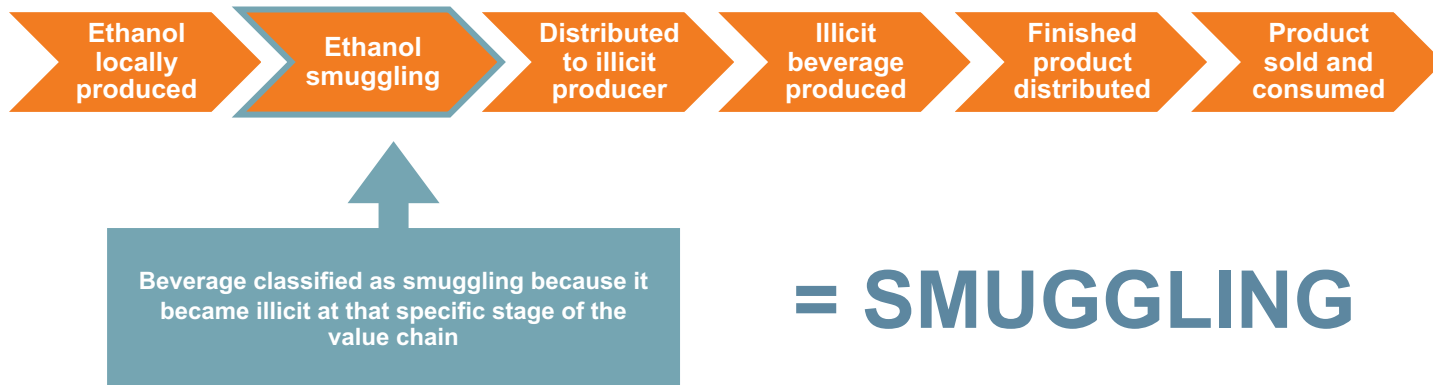 Ethanol
locally
produced
Ethanol
smuggling
Distributed
to illicit
producer
Illicit
beverage
produced
Finished
product
distributed
Product
sold and
consumed
Beverage classified as smuggling because it
became illicit at that specific stage of the
value chain
= SMUGGLING